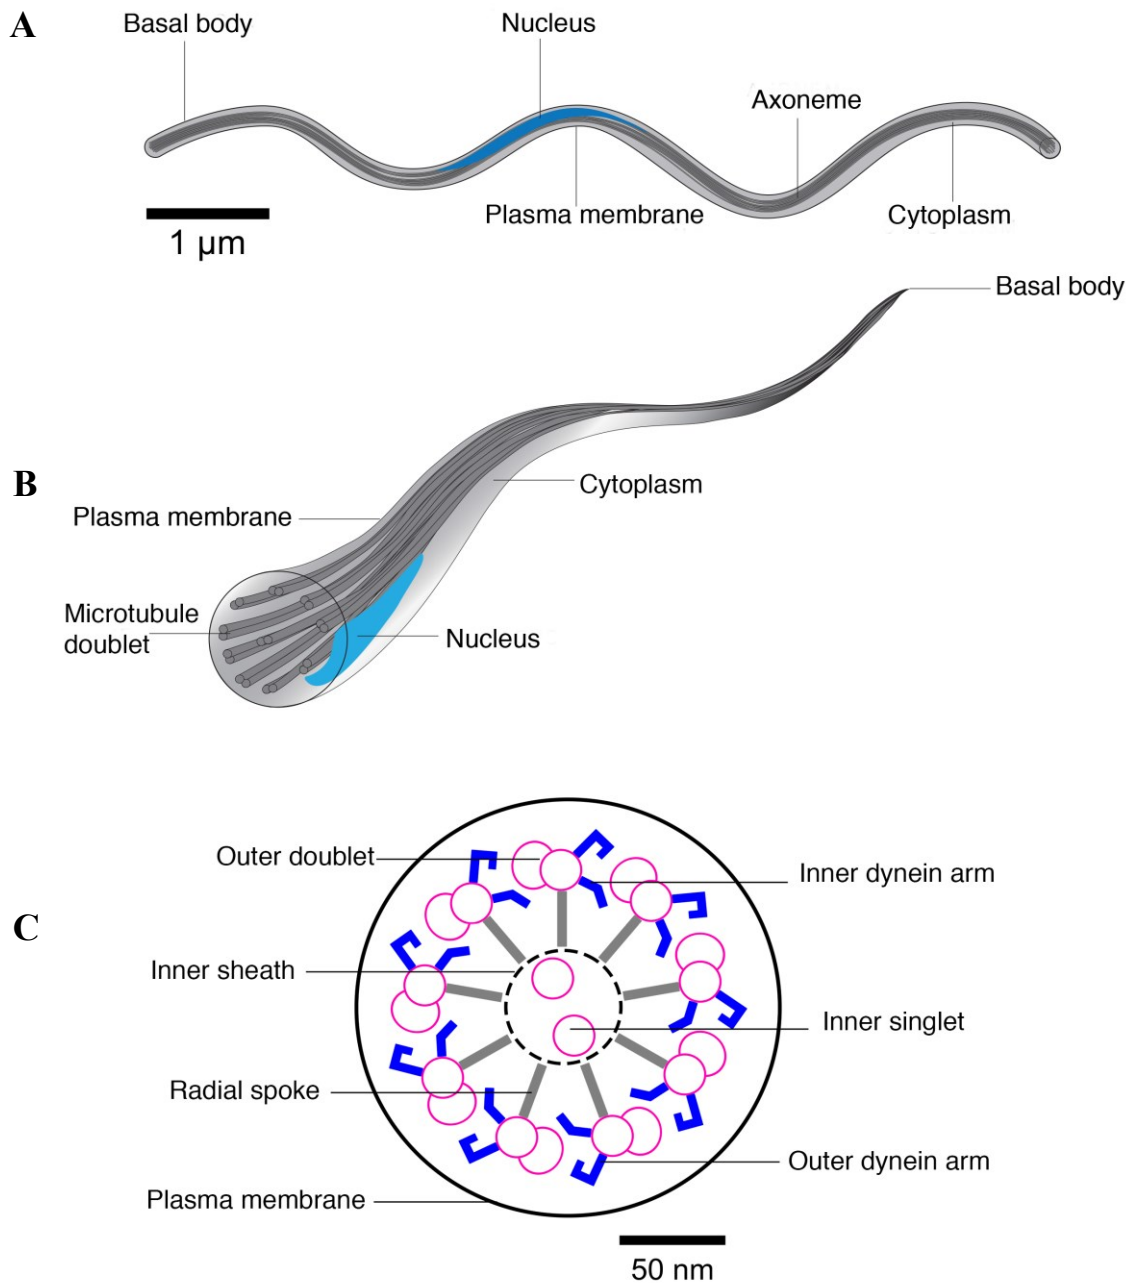 A
Basal body
Nucleus
Axoneme
Plasma membrane
Cytoplasm
1 μm
Basal body
B
Cytoplasm
Plasma membrane
Microtubule
doublet
Nucleus
C
Outer doublet
Inner dynein arm
Inner sheath
Inner singlet
Radial spoke
Outer dynein arm
Plasma membrane
50 nm